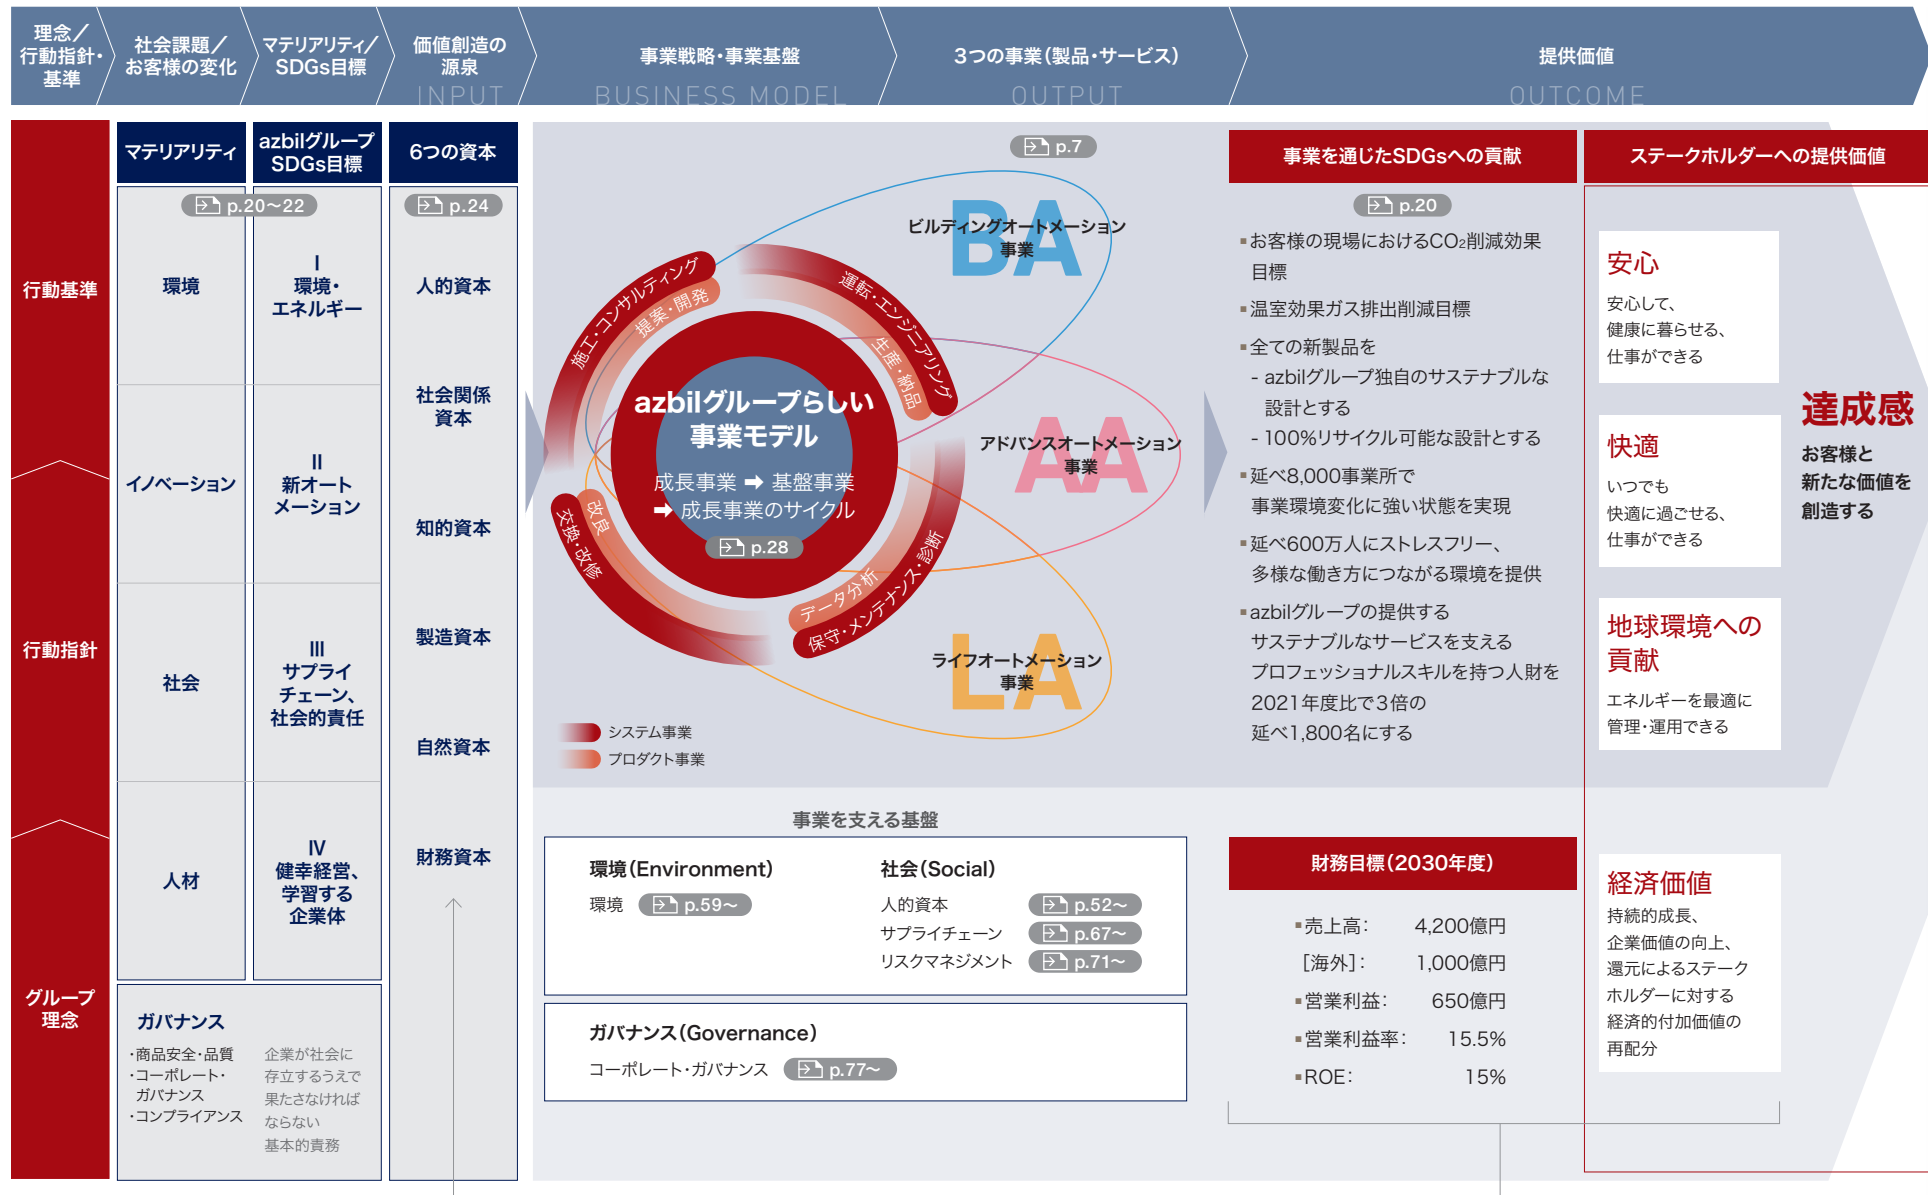 理念／
行動指針・
基準
社会課題／
お客様の変化
マテリアリティ／
SDGs目標
価値創造の
源泉
INPUT
事業戦略・事業基盤
BUSINESS MODEL
3つの事業（製品・サービス）
OUTPUT
提供価値
OUTCOME
行動基準
行動指針
グループ
理念
マテリアリティ
azbilグループ
SDGs目標
p.20～22
環境
Ⅰ
環境・
エネルギー
イノベーション
Ⅱ
新オート
メーション
社会
Ⅲ
サプライ
チェーン、
社会的責任
人材
Ⅳ
健幸経営、
学習する
企業体
ガバナンス
・商品安全・品質
・コーポレート・
ガバナンス
・コンプライアンス
企業が社会に
存立するうえで
果たさなければ
ならない
基本的責務
6つの資本
p.24
人的資本
社会関係
資本
知的資本
製造資本
自然資本
財務資本
施工・コンサルティング
提案・開発
運転・エンジニアリング
生産・納品
交換・改修
改良
データ分析
保守・メンテナンス・診断
azbilグループらしい
事業モデル
成長事業 ➡ 基盤事業
➡ 成長事業のサイクル
p.28
システム事業
プロダクト事業
p.7
BA
ビルディングオートメーション
事業
AA
アドバンスオートメーション
事業
LA
ライフオートメーション
事業
事業を支える基盤
環境（Environment）
環境 p.59～
社会（Social）
人的資本 p.52～
サプライチェーン p.67～
リスクマネジメント p.71～
ガバナンス（Governance）
コーポレート・ガバナンス p.77～
事業を通じたSDGsへの貢献
p.20
▪お客様の現場におけるCO₂削減効果
目標
▪温室効果ガス排出削減目標
▪全ての新製品を
- azbilグループ独自のサステナブルな
設計とする
- 100%リサイクル可能な設計とする
▪延べ8,000事業所で
事業環境変化に強い状態を実現
▪延べ600万人にストレスフリー、
多様な働き方につながる環境を提供
▪azbilグループの提供する
サステナブルなサービスを支える
プロフェッショナルスキルを持つ人財を
2021年度比で3倍の
延べ1,800名にする
財務目標（2030年度）
▪売上高： 4,200億円
［海外］： 1,000億円
▪営業利益： 650億円
▪営業利益率： 15.5%
▪ROE： 15%
ステークホルダーへの提供価値
安心
安心して、
健康に暮らせる、
仕事ができる
快適
いつでも
快適に過ごせる、
仕事ができる
地球環境への
貢献
エネルギーを最適に
管理・運用できる
達成感
お客様と
新たな価値を
創造する
経済価値
持続的成長、
企業価値の向上、
還元によるステーク
ホルダーに対する
経済的付加価値の
再配分